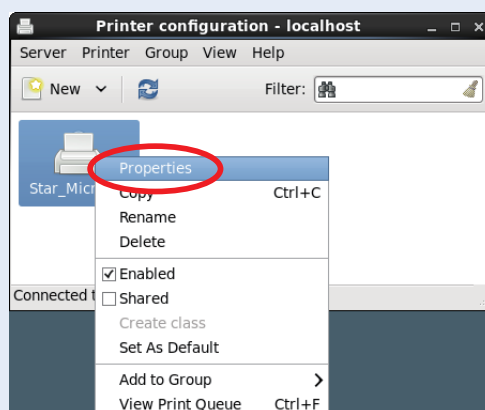 Printer configuration - localhost
Server Printer Group View Help
New Filter:
Star_Micr
Properties
Copy Ctrl+C
Rename
Delete
Enabled
Connected t
Shared
Create class
Set As Default
Add to Group
View Print Queue Ctrl+F